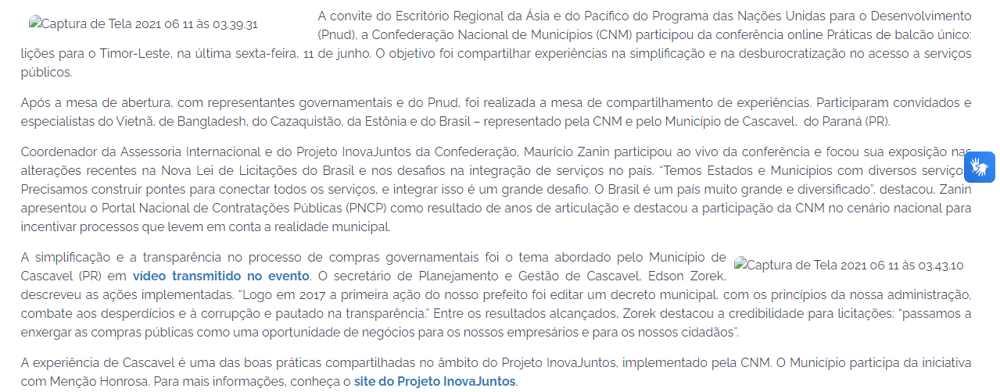 Captura de Tela 2021 06 11 às 03.39.31
A convite do Escritório Regional da Ásia e do Pacífico do Programa das Nações Unidas para o Desenvolvimento
(Pnud), a Confederação Nacional de Municípios (CNM) participou da conferência online Práticas de balcão único:
lições para o Timor-Leste, na última sexta-feira, 11 de junho. O objetivo foi compartilhar experiências na simplificação e na desburocratização no acesso a serviços
públicos.
Após a mesa de abertura, com representantes governamentais e do Pnud, foi realizada a mesa de compartilhamento de experiências. Participaram convidados e
especialistas do Vietnã, de Bangladesh, do Cazaquistão, da Estônia e do Brasil – representado pela CNM e pelo Município de Cascavel, do Paraná (PR).
Coordenador da Assessoria Internacional e do Projeto InovaJuntos da Confederação, Maurício Zanin participou ao vivo da conferência e focou sua exposição nas
alterações recentes na Nova Lei de Licitações do Brasil e nos desafios na integração de serviços no país. “Temos Estados e Municípios com diversos serviços.
Precisamos construir pontes para conectar todos os serviços, e integrar isso é um grande desafio. O Brasil é um país muito grande e diversificado”, destacou. Zanin
apresentou o Portal Nacional de Contratações Públicas (PNCP) como resultado de anos de articulação e destacou a participação da CNM no cenário nacional para
incentivar processos que levem em conta a realidade municipal.
A simplificação e a transparência no processo de compras governamentais foi o tema abordado pelo Município de
Captura de Tela 2021 06 11 às 03.43.10
Cascavel (PR) em vídeo transmitido no evento. O secretário de Planejamento e Gestão de Cascavel, Edson Zorek,
descreveu as ações implementadas. “Logo em 2017 a primeira ação do nosso prefeito foi editar um decreto municipal, com os princípios da nossa administração,
combate aos desperdícios e à corrupção e pautado na transparência.” Entre os resultados alcançados, Zorek destacou a credibilidade para licitações: “passamos a
enxergar as compras públicas como uma oportunidade de negócios para os nossos empresários e para os nossos cidadãos”.
A experiência de Cascavel é uma das boas práticas compartilhadas no âmbito do Projeto InovaJuntos, implementado pela CNM. O Município participa da iniciativa
com Menção Honrosa. Para mais informações, conheça o site do Projeto InovaJuntos.